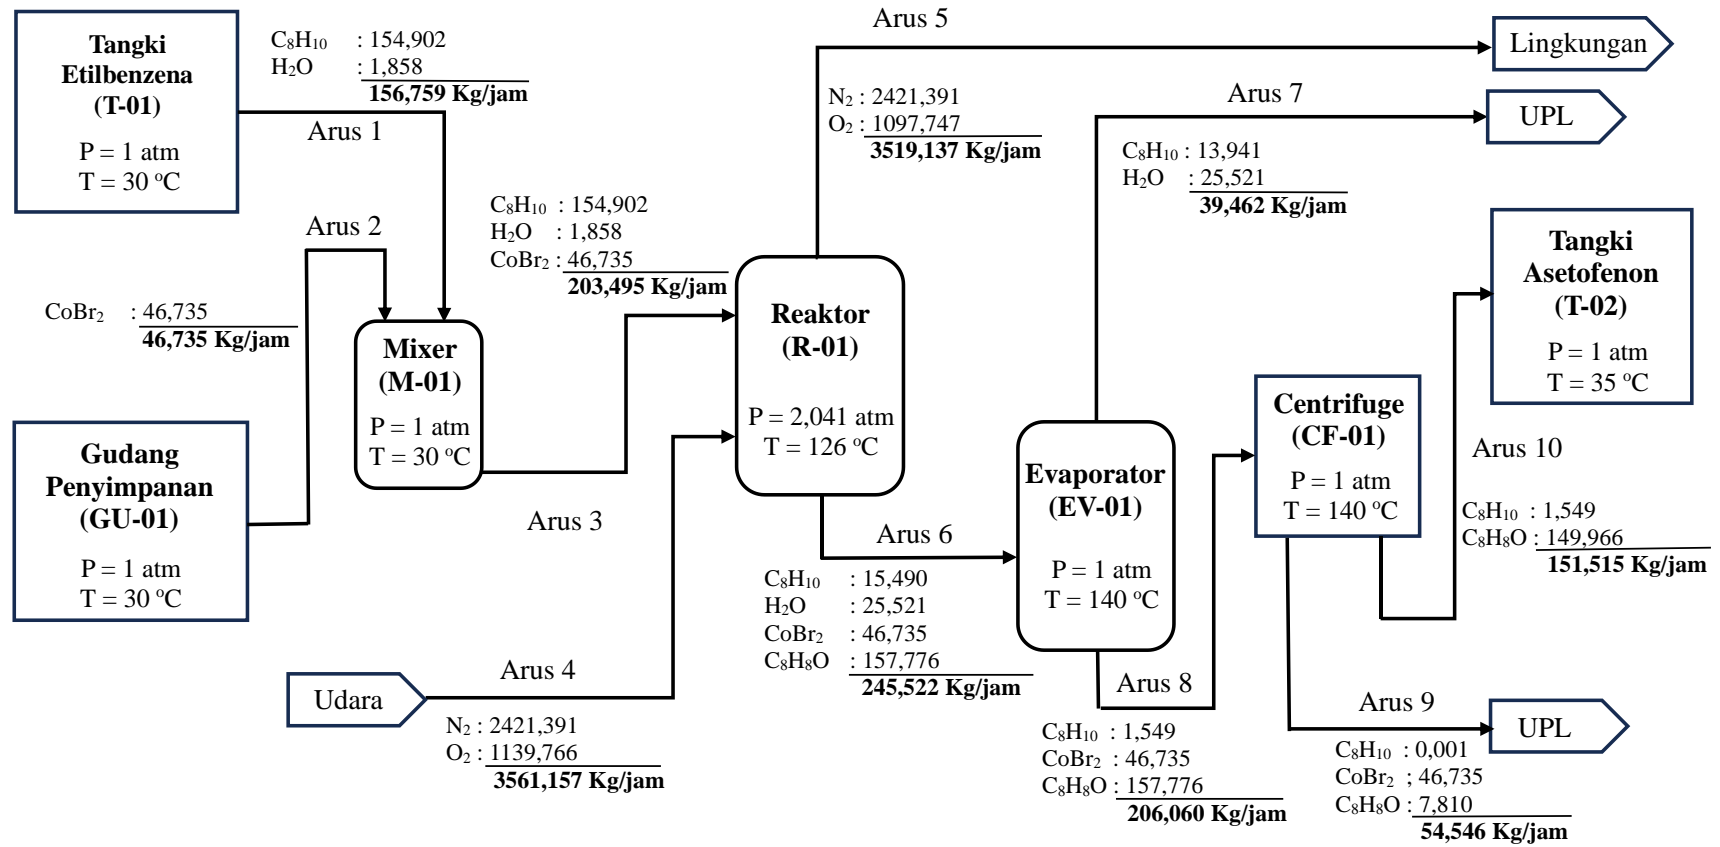 Tangki
Etilbenzena
(T-01)
P = 1 atm
T = 30 ºC
C₈H₁₀ : 154,902
H₂O : 1,858
156,759 Kg/jam
Arus 1
Arus 2
CoBr₂ : 46,735
46,735 Kg/jam
Gudang
Penyimpanan
(GU-01)
P = 1 atm
T = 30 ºC
Mixer
(M-01)
P = 1 atm
T = 30 ºC
C₈H₁₀ : 154,902
H₂O : 1,858
CoBr₂ : 46,735
203,495 Kg/jam
Arus 3
Udara
Arus 4
N₂ : 2421,391
O₂ : 1139,766
3561,157 Kg/jam
Reaktor
(R-01)
P = 2,041 atm
T = 126 ºC
Arus 5
N₂ : 2421,391
O₂ : 1097,747
3519,137 Kg/jam
Lingkungan
Arus 6
C₈H₁₀ : 15,490
H₂O : 25,521
CoBr₂ : 46,735
C₈H₈O : 157,776
245,522 Kg/jam
Evaporator
(EV-01)
P = 1 atm
T = 140 ºC
Arus 7
C₈H₁₀ : 13,941
H₂O : 25,521
39,462 Kg/jam
UPL
Arus 8
C₈H₁₀ : 1,549
CoBr₂ : 46,735
C₈H₈O : 157,776
206,060 Kg/jam
Centrifuge
(CF-01)
P = 1 atm
T = 140 ºC
Arus 9
C₈H₁₀ : 0,001
CoBr₂ ; 46,735
C₈H₈O : 7,810
54,546 Kg/jam
UPL
Arus 10
C₈H₁₀ : 1,549
C₈H₈O : 149,966
151,515 Kg/jam
Tangki
Asetofenon
(T-02)
P = 1 atm
T = 35 ºC